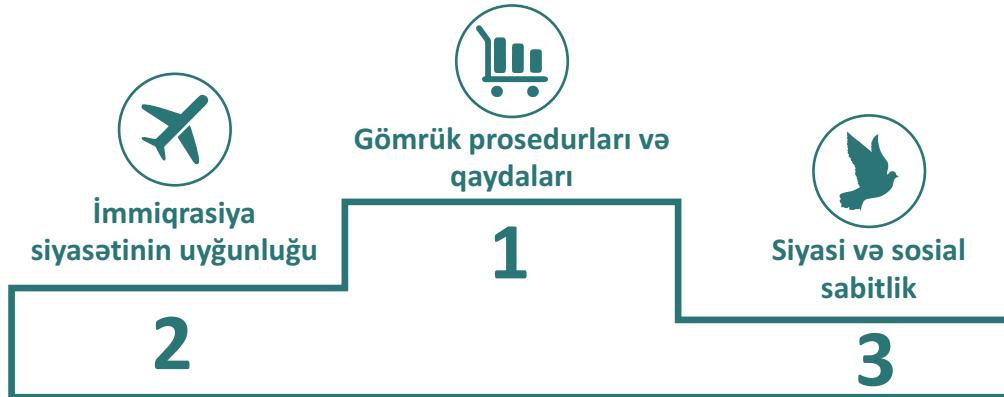 Gömrük prosedurları və
qaydaları
1
İmmiqrasiya
siyasətinin uyğunluğu
2
Siyasi və sosial
sabitlik
3